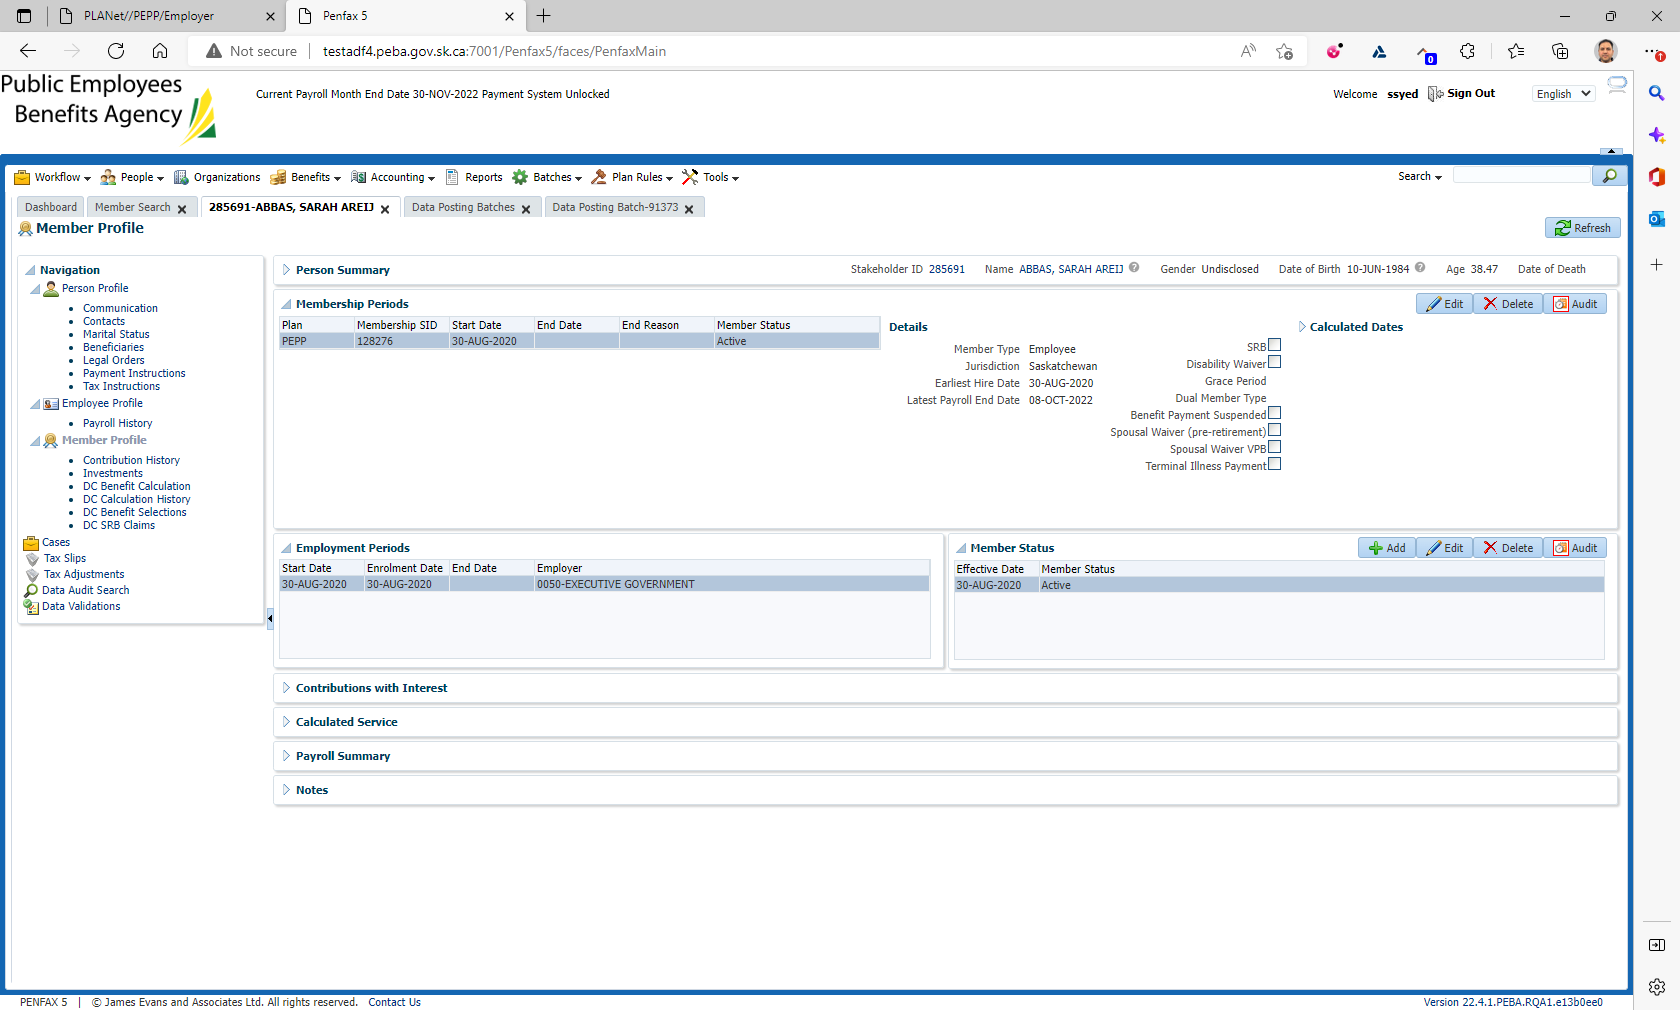 PLANet//PEPP/Employer
Penfax 5
Not secure
testadf4.peba.gov.sk.ca:7001/Penfax5/faces/PenfaxMain
0
Public Employees
Benefits Agency
Current Payroll Month End Date 30-NOV-2022 Payment System Unlocked
Welcome ssyed Sign Out
English
Workflow People Organizations Benefits Accounting Reports Batches Plan Rules Tools
Search
Dashboard
Member Search
285691-ABBAS, SARAH AREIJ
Data Posting Batches
Data Posting Batch-91373
Member Profile
Refresh
Navigation
Person Profile
Communication
Contacts
Marital Status
Beneficiaries
Legal Orders
Payment Instructions
Tax Instructions
Employee Profile
Payroll History
Member Profile
Contribution History
Investments
DC Benefit Calculation
DC Calculation History
DC Benefit Selections
DC SRB Claims
Cases
Tax Slips
Tax Adjustments
Data Audit Search
Data Validations
Person Summary
Stakeholder ID 285691 Name ABBAS, SARAH AREIJ Gender Undisclosed Date of Birth 10-JUN-1984 Age 38.47 Date of Death
Membership Periods
Edit Delete Audit
Plan Membership SID Start Date End Date End Reason Member Status
PEPP 128276 30-AUG-2020 Active
Details
Member Type Employee
Jurisdiction Saskatchewan
Earliest Hire Date 30-AUG-2020
Latest Payroll End Date 08-OCT-2022
SRB
Disability Waiver
Grace Period
Dual Member Type
Benefit Payment Suspended
Spousal Waiver (pre-retirement)
Spousal Waiver VPB
Terminal Illness Payment
Calculated Dates
Employment Periods
Start Date Enrolment Date End Date Employer
30-AUG-2020 30-AUG-2020 0050-EXECUTIVE GOVERNMENT
Member Status
Add Edit Delete Audit
Effective Date Member Status
30-AUG-2020 Active
Contributions with Interest
Calculated Service
Payroll Summary
Notes
PENFAX 5 | © James Evans and Associates Ltd. All rights reserved. Contact Us
Version 22.4.1.PEBA.RQA1.e13b0ee0